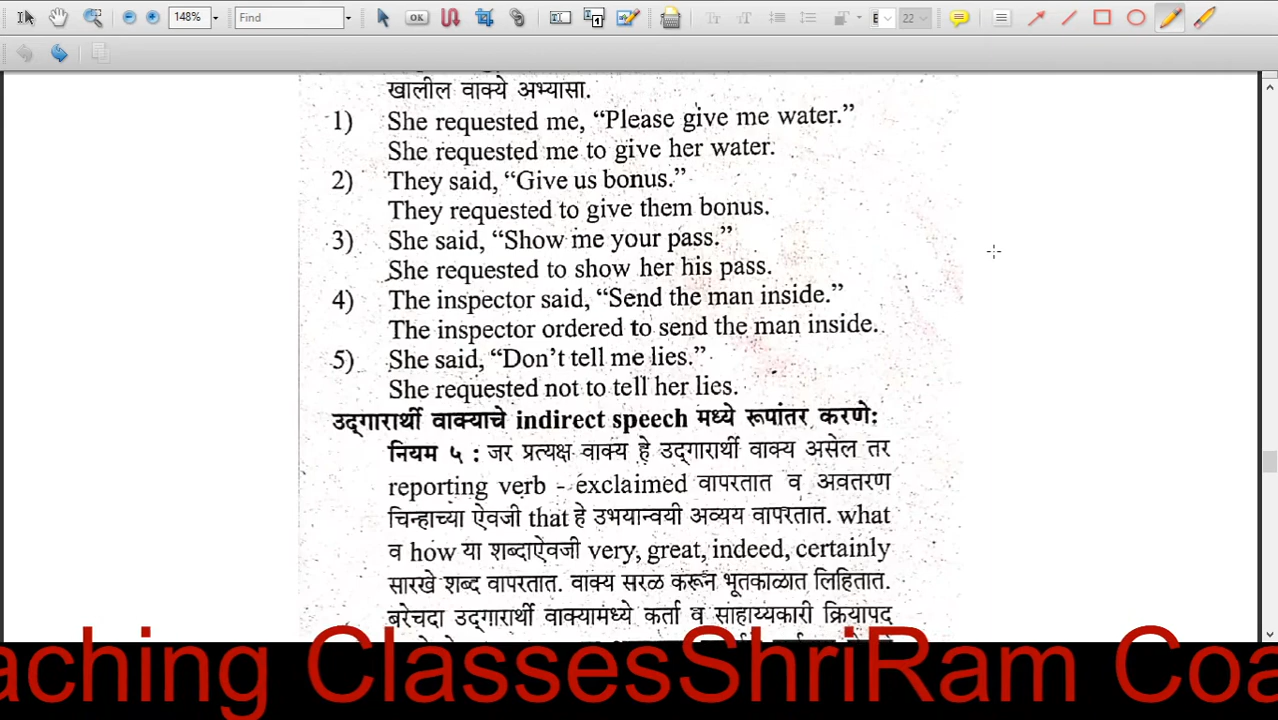 148%
Find
OK
22
खालील वाक्ये अभ्यासा.
1) She requested me, “Please give me water.”
She requested me to give her water.
2) They said, “Give us bonus.”
They requested to give them bonus.
3) She said, “Show me your pass.”
She requested to show her his pass.
4) The inspector said, “Send the man inside.”
The inspector ordered to send the man inside.
5) She said, “Don’t tell me lies.”
She requested not to tell her lies.
उद्‌गारार्थी वाक्याचे indirect speech मध्ये रूपांतर करणे:
नियम ५ : जर प्रत्यक्ष वाक्य हे उद्‌गारार्थी वाक्य असेल तर
reporting verb - exclaimed वापरतात व अवतरण
चिन्हाच्या ऐवजी that हे उभयान्वयी अव्यय वापरतात. what
व how या शब्दाऐवजी very, great, indeed, certainly
सारखे शब्द वापरतात. वाक्य सरळ करून भूतकाळात लिहितात.
बरेचदा उद्‌गारार्थी वाक्यामध्ये कर्ता व साहाय्यकारी क्रियापद
aching ClassesShriRam Coa